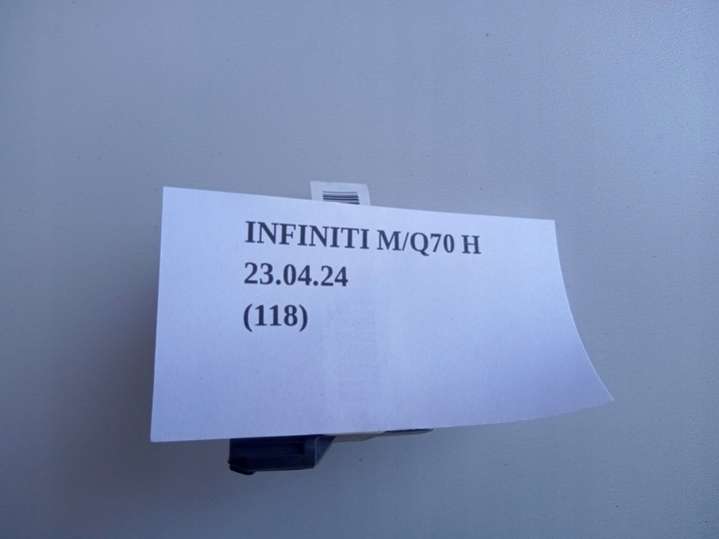 INFINITI M/Q70 H
23.04.24
(118)